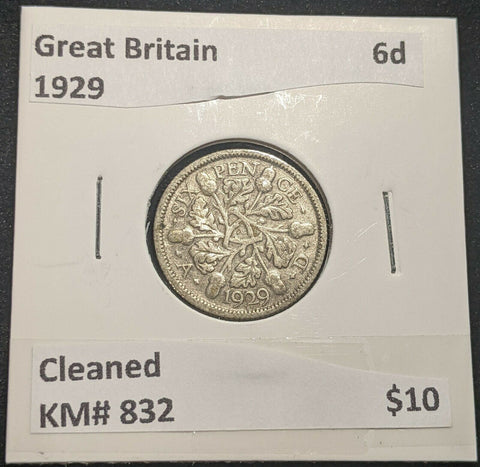 Great Britain 6d
1929
SIX PENCE
A D
1929
Cleaned
KM# 832 $10